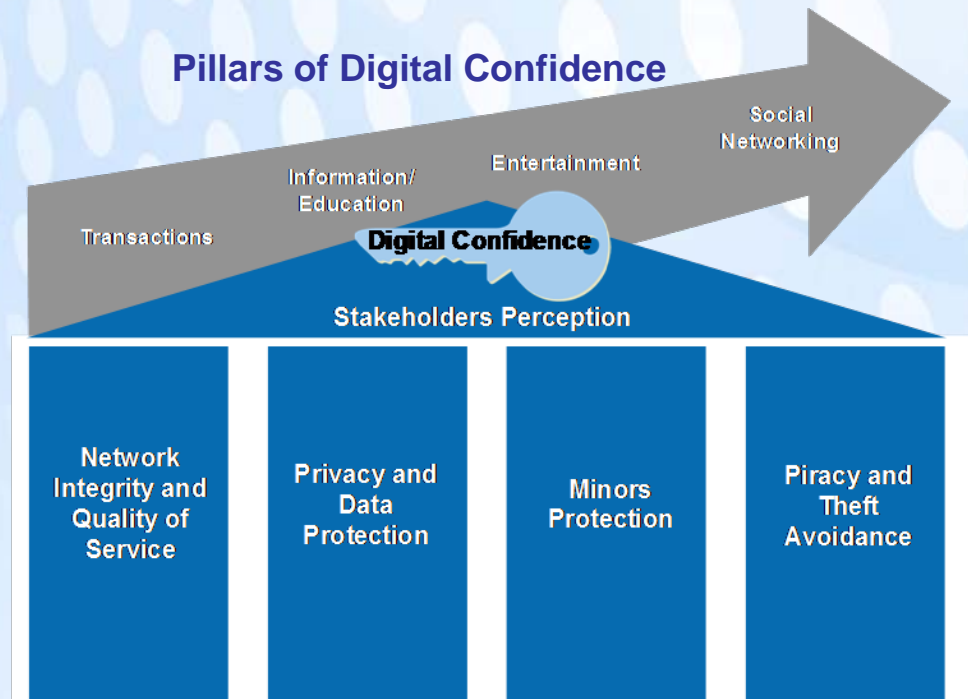 Pillars of Digital Confidence
Social
Networking
Entertainment
Information/
Education
Transactions
Digital Confidence
Stakeholders Perception
Network
Integrity and
Quality of
Service
Privacy and
Data
Protection
Minors
Protection
Piracy and
Theft
Avoidance